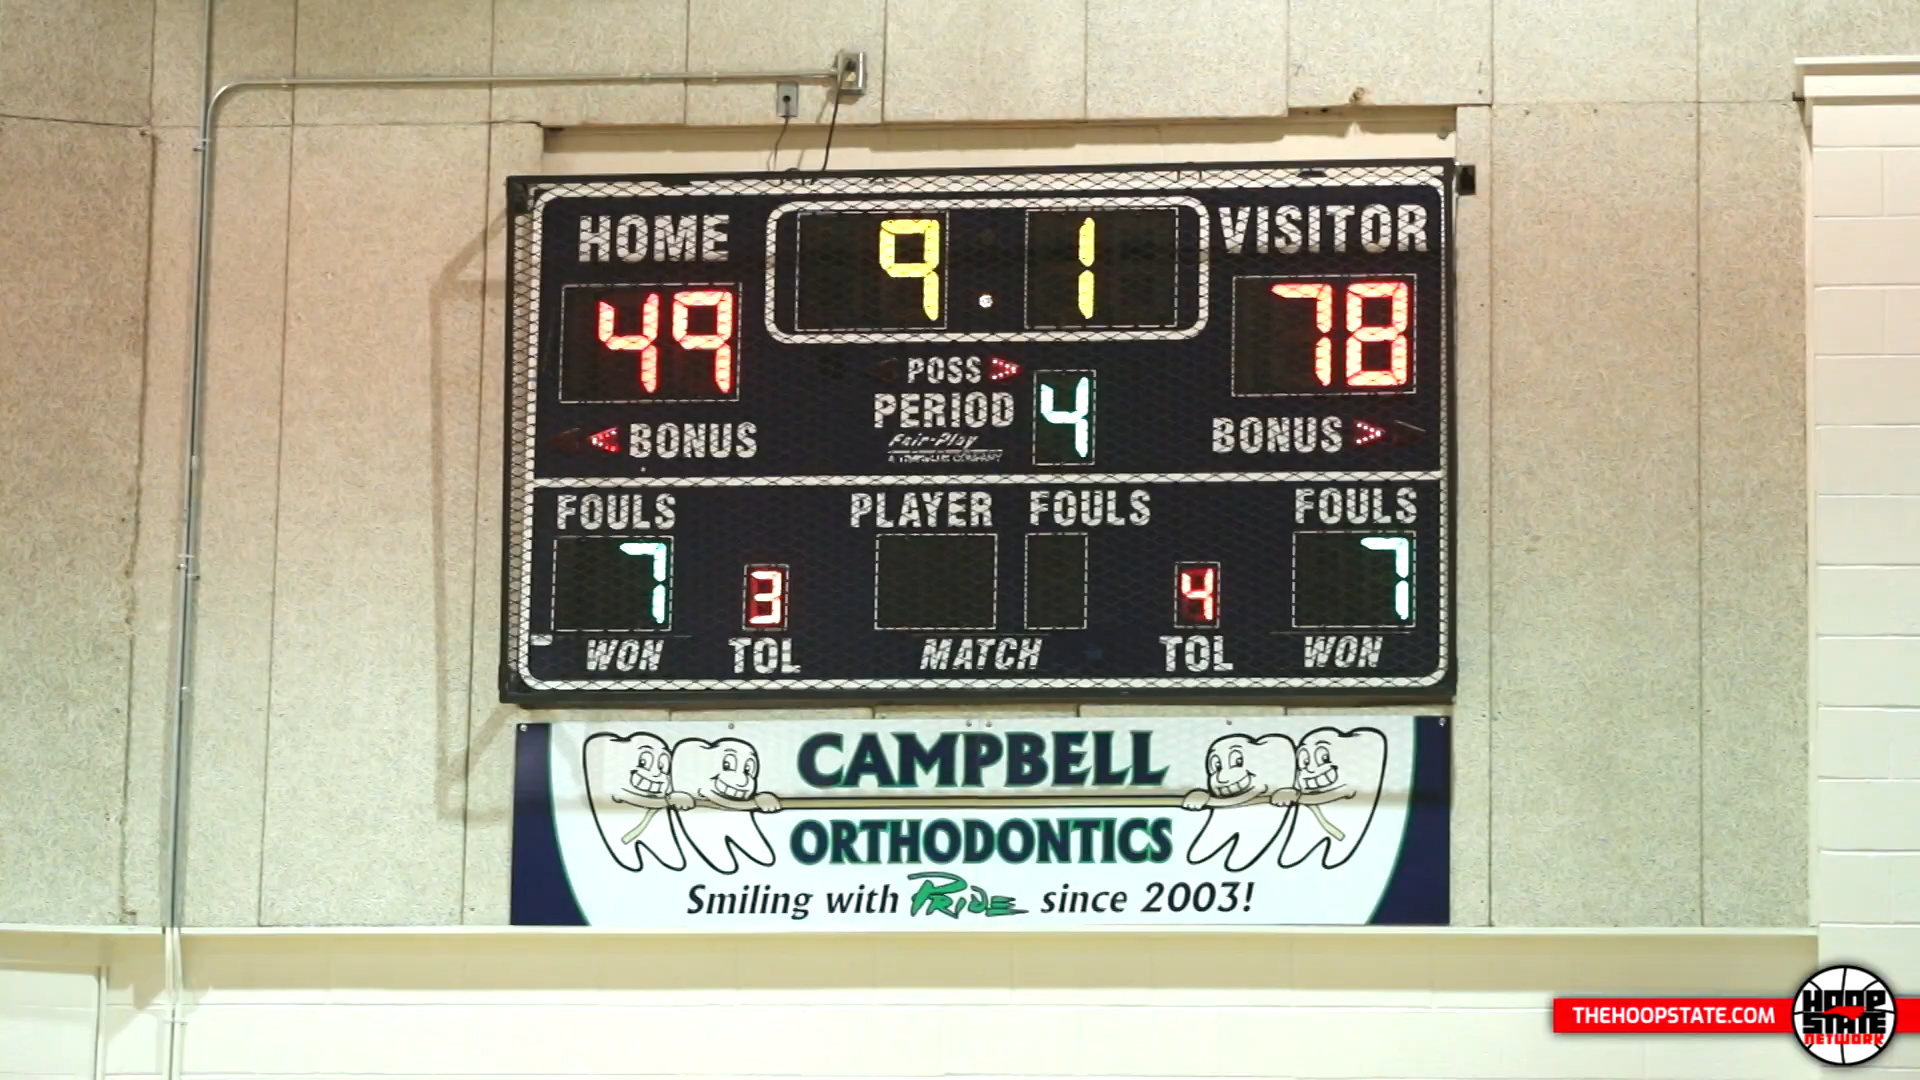 HOME 9.1 VISITOR
49 78
POSS
PERIOD 4
BONUS BONUS
Fair-Play
FOULS PLAYER FOULS FOULS
7 3 4 7
WON TOL MATCH TOL WON
CAMPBELL
ORTHODONTICS
Smiling with PRIDE since 2003!
THEHOOPSTATE.COM
HOOP
STATE
NETWORK